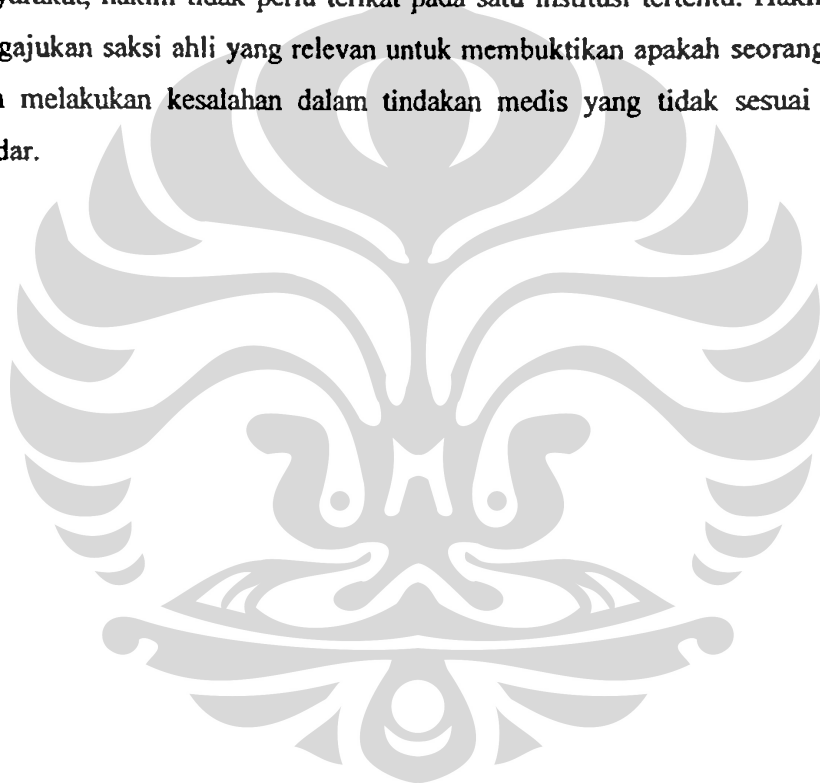 hakim tidak perlu terikat pada satu institusi tertentu.
gajukan saksi ahli yang relevan untuk membuktikan apakah seorang
melakukan kesalahan dalam tindakan medis yang tidak sesuai
dar.